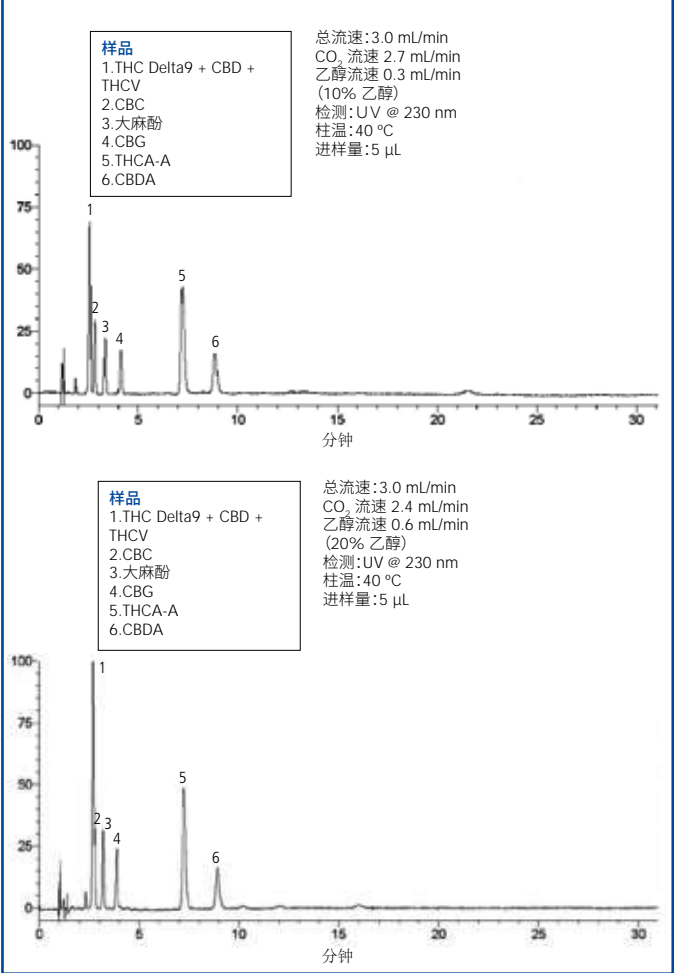 样品
1.THC Delta9 + CBD +
THCV
2.CBC
3.大麻酚
4.CBG
5.THCA-A
6.CBDA
总流速:3.0 mL/min
CO2 流速 2.7 mL/min
乙醇流速 0.3 mL/min
(10% 乙醇)
检测:UV @ 230 nm
柱温:40 ºC
进样量:5 µL
100
75
50
25
0
1
2
3
4
5
6
0 5 10 15 20 25 30
分钟
样品
1.THC Delta9 + CBD +
THCV
2.CBC
3.大麻酚
4.CBG
5.THCA-A
6.CBDA
总流速:3.0 mL/min
CO2 流速 2.4 mL/min
乙醇流速 0.6 mL/min
(20% 乙醇)
检测:UV @ 230 nm
柱温:40 ºC
进样量:5 µL
100
75
50
25
0
1
2
3
4
5
6
0 5 10 15 20 25 30
分钟